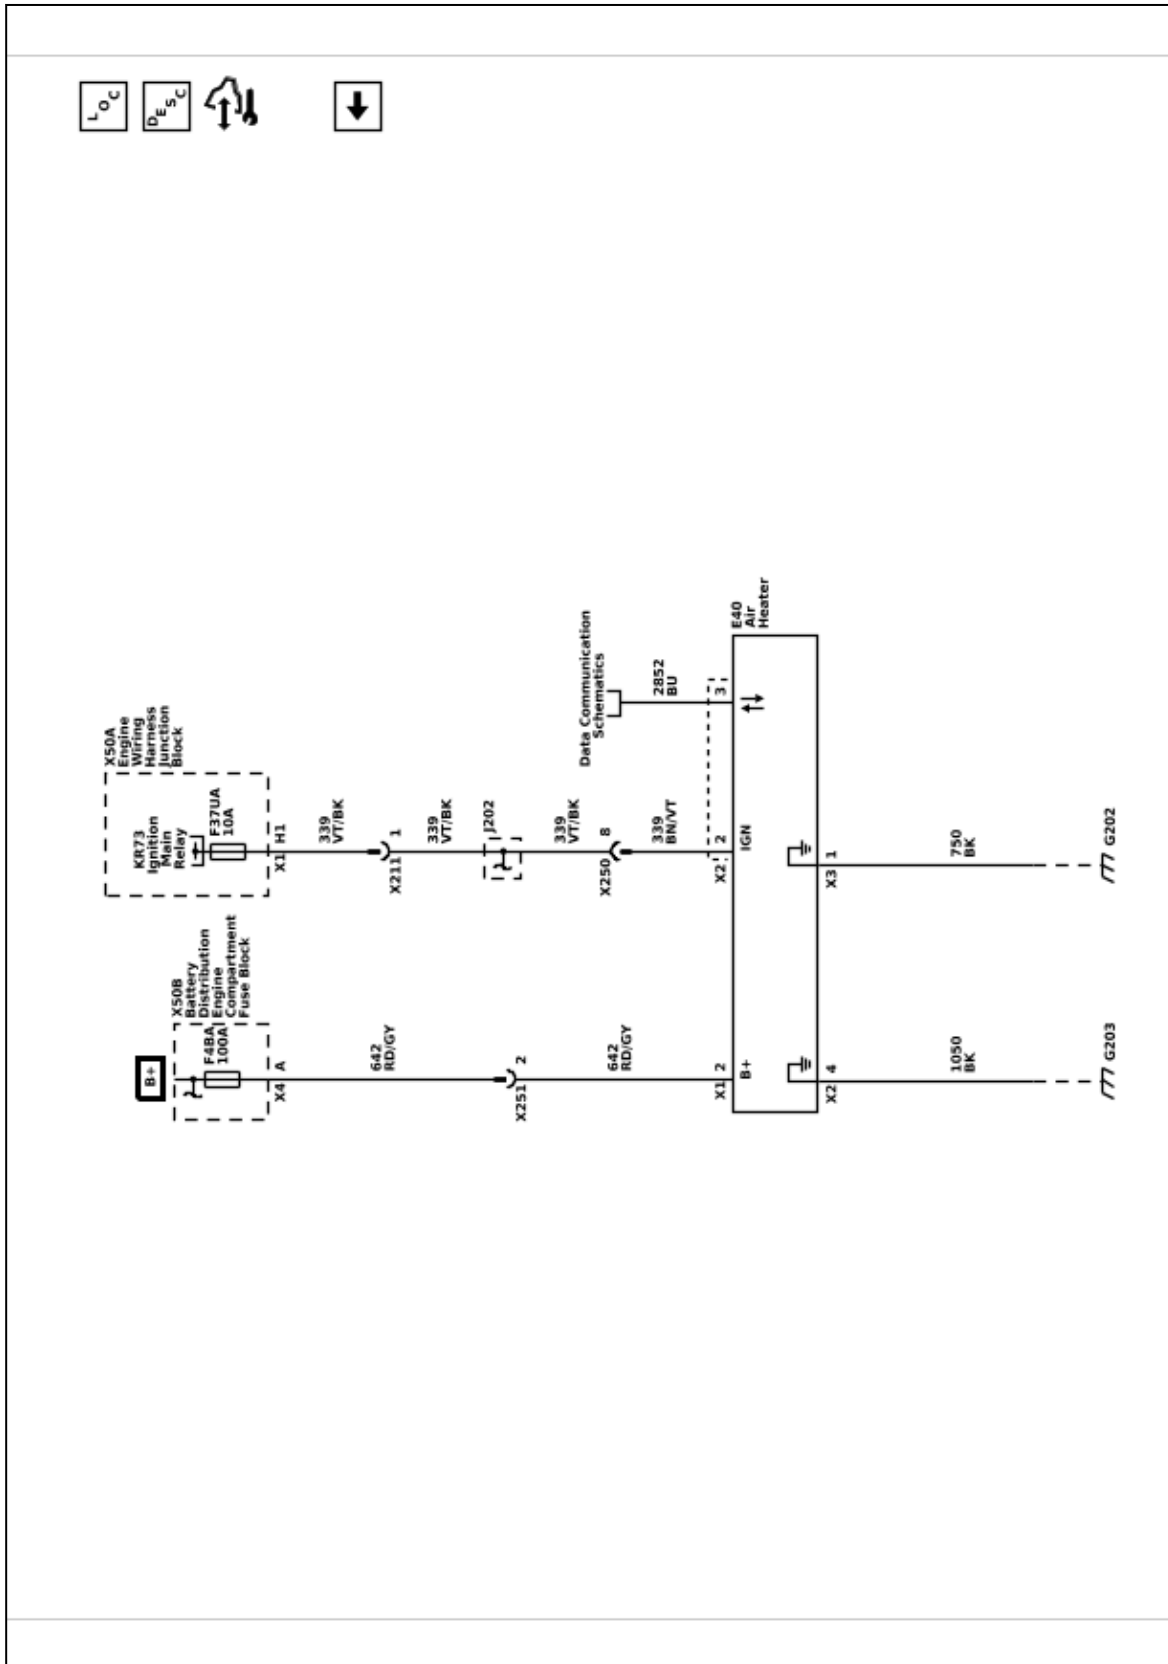 LOC
DESC
B+
X50B
Battery
Distribution
Engine
Compartment
Fuse Block
F48A
100A
X4 A
642
RD/GY
X251 2
642
RD/GY
X1 2
B+
X2 4
1050
BK
G203
X50A
Engine
Wiring
Harness
Junction
Block
KR73
Ignition
Main
Relay
F37UA
10A
X1 H1
339
VT/BK
X211 1
339
VT/BK
J202
339
VT/BK
X250 8
339
BN/VT
X2 2
IGN
X3 1
750
BK
G202
Data Communication
Schematics
2852
BU
3
E40
Air
Heater